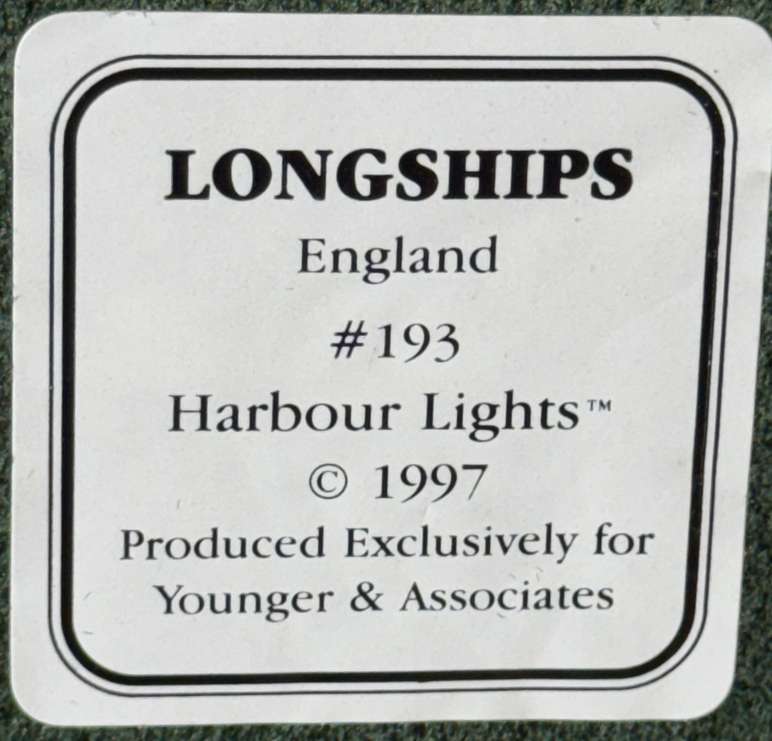 LONGSHIPS
England
#193
Harbour Lights™
© 1997
Produced Exclusively for
Younger & Associates